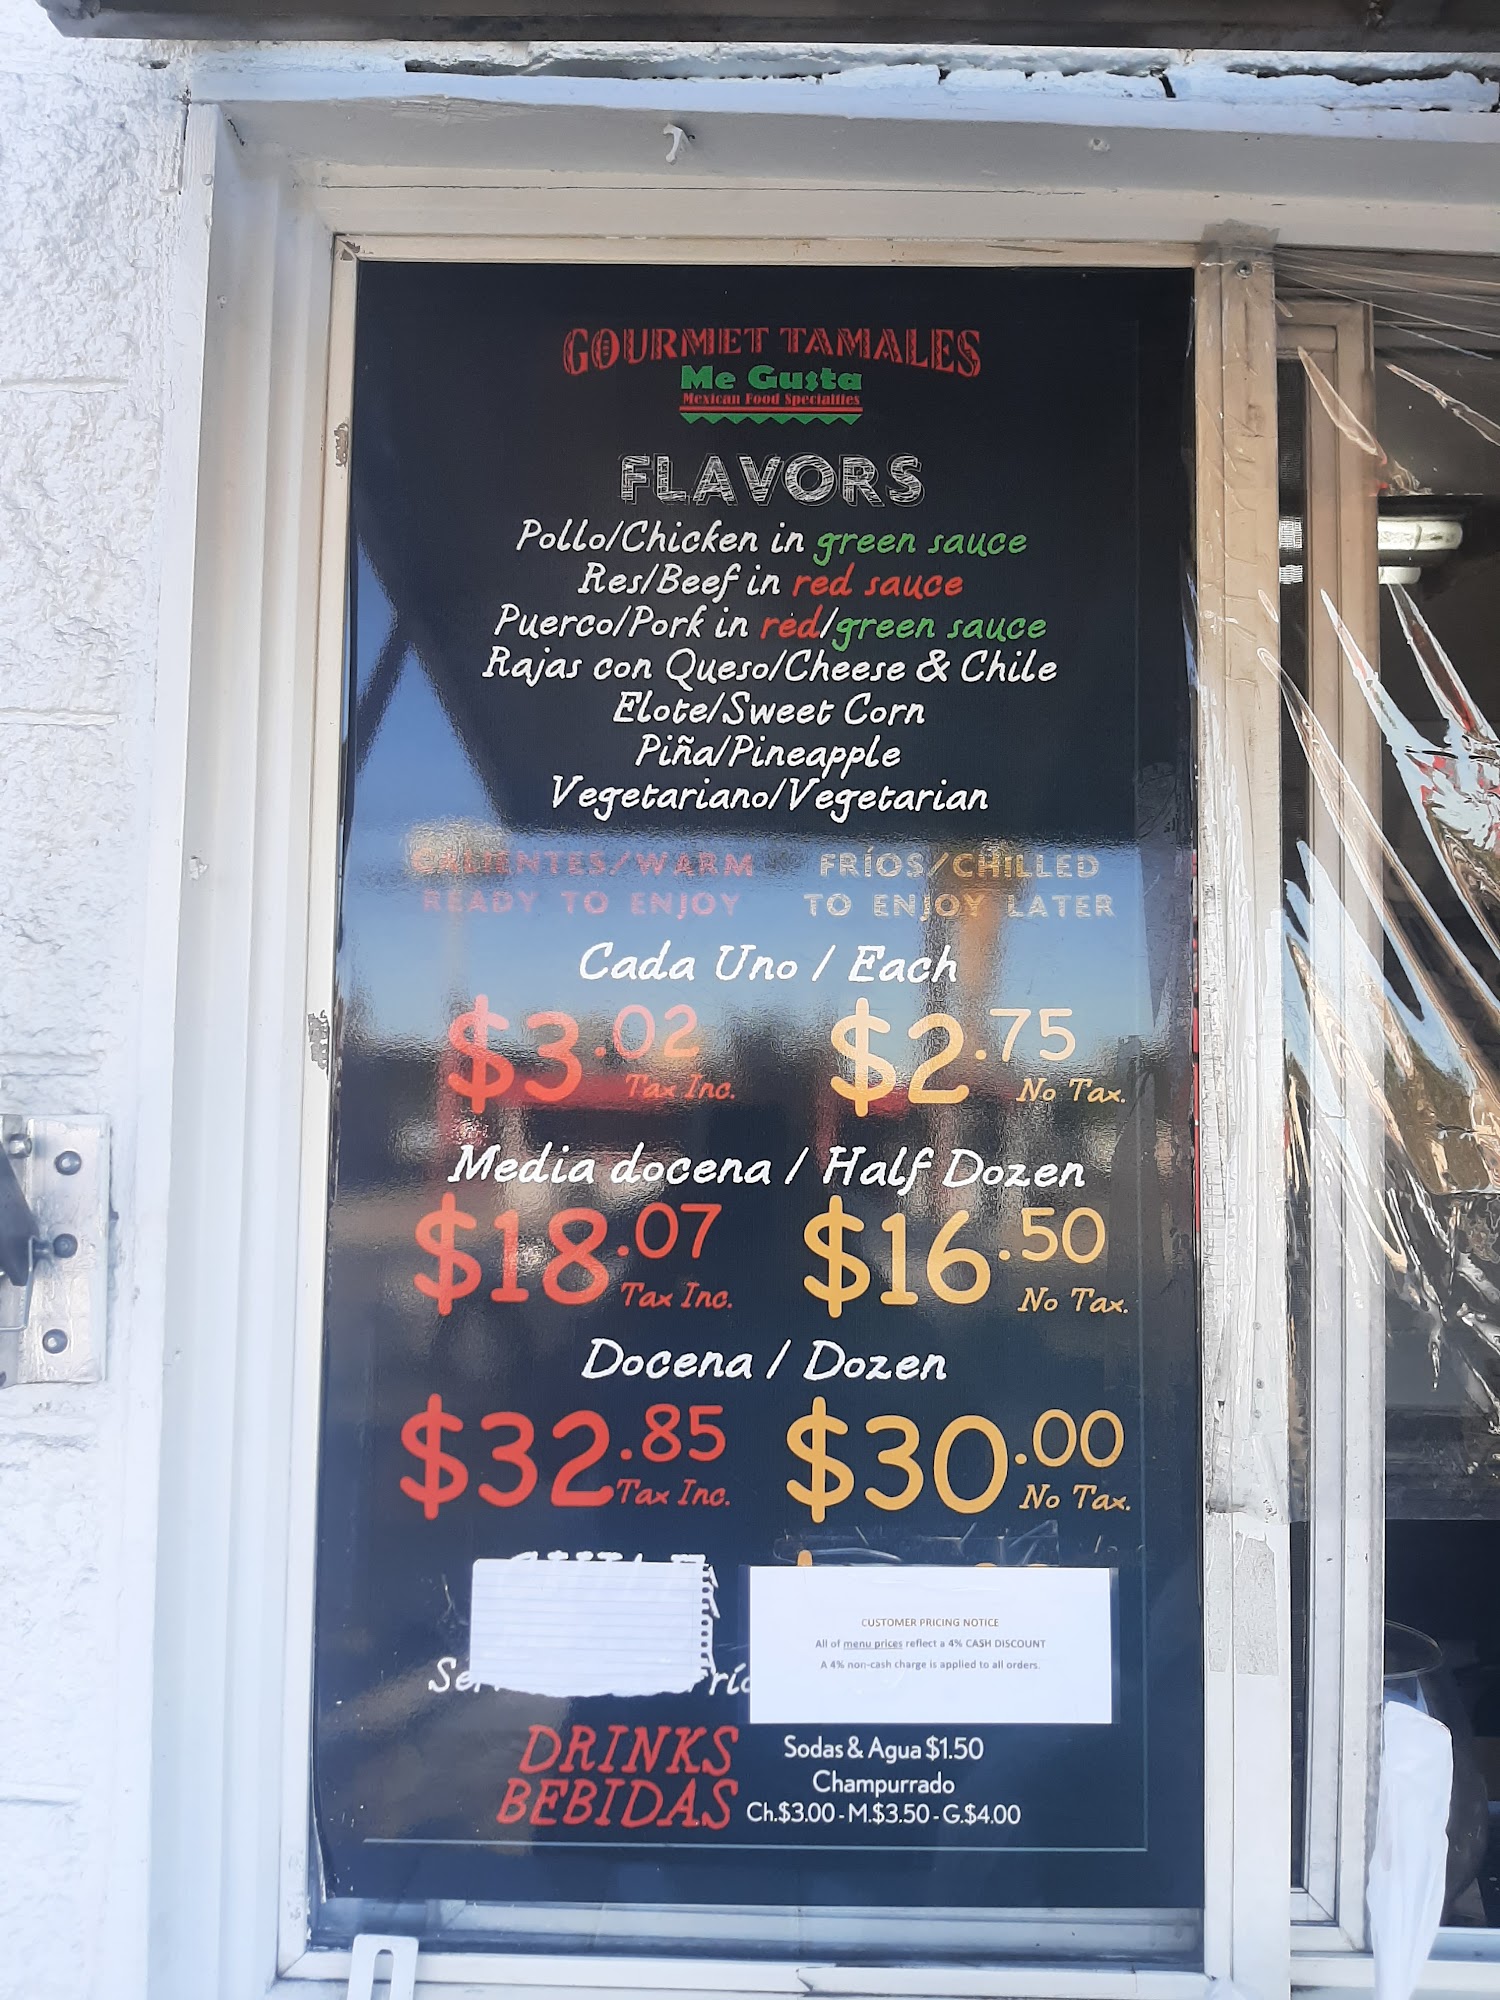 GOURMET TAMALES
Me Gusta
Mexican Food Specialties
FLAVORS
Pollo/Chicken in green sauce
Res/Beef in red sauce
Puerco/Pork in red/green sauce
Rajas con Queso/Cheese & Chile
Elote/Sweet Corn
Piña/Pineapple
Vegetariano/Vegetarian
CALIENTES/WARM
READY TO ENJOY
FRÍOS/CHILLED
TO ENJOY LATER
Cada Uno / Each
$3.02 Tax Inc.
$2.75 No Tax.
Media docena / Half Dozen
$18.07 Tax Inc.
$16.50 No Tax.
Docena / Dozen
$32.85 Tax Inc.
$30.00 No Tax.
CUSTOMER PRICING NOTICE
All of menu prices reflect a 4% CASH DISCOUNT
A 4% non-cash charge is applied to all orders.
DRINKS
BEBIDAS
Sodas & Agua $1.50
Champurrado
Ch.$3.00 - M.$3.50 - G.$4.00